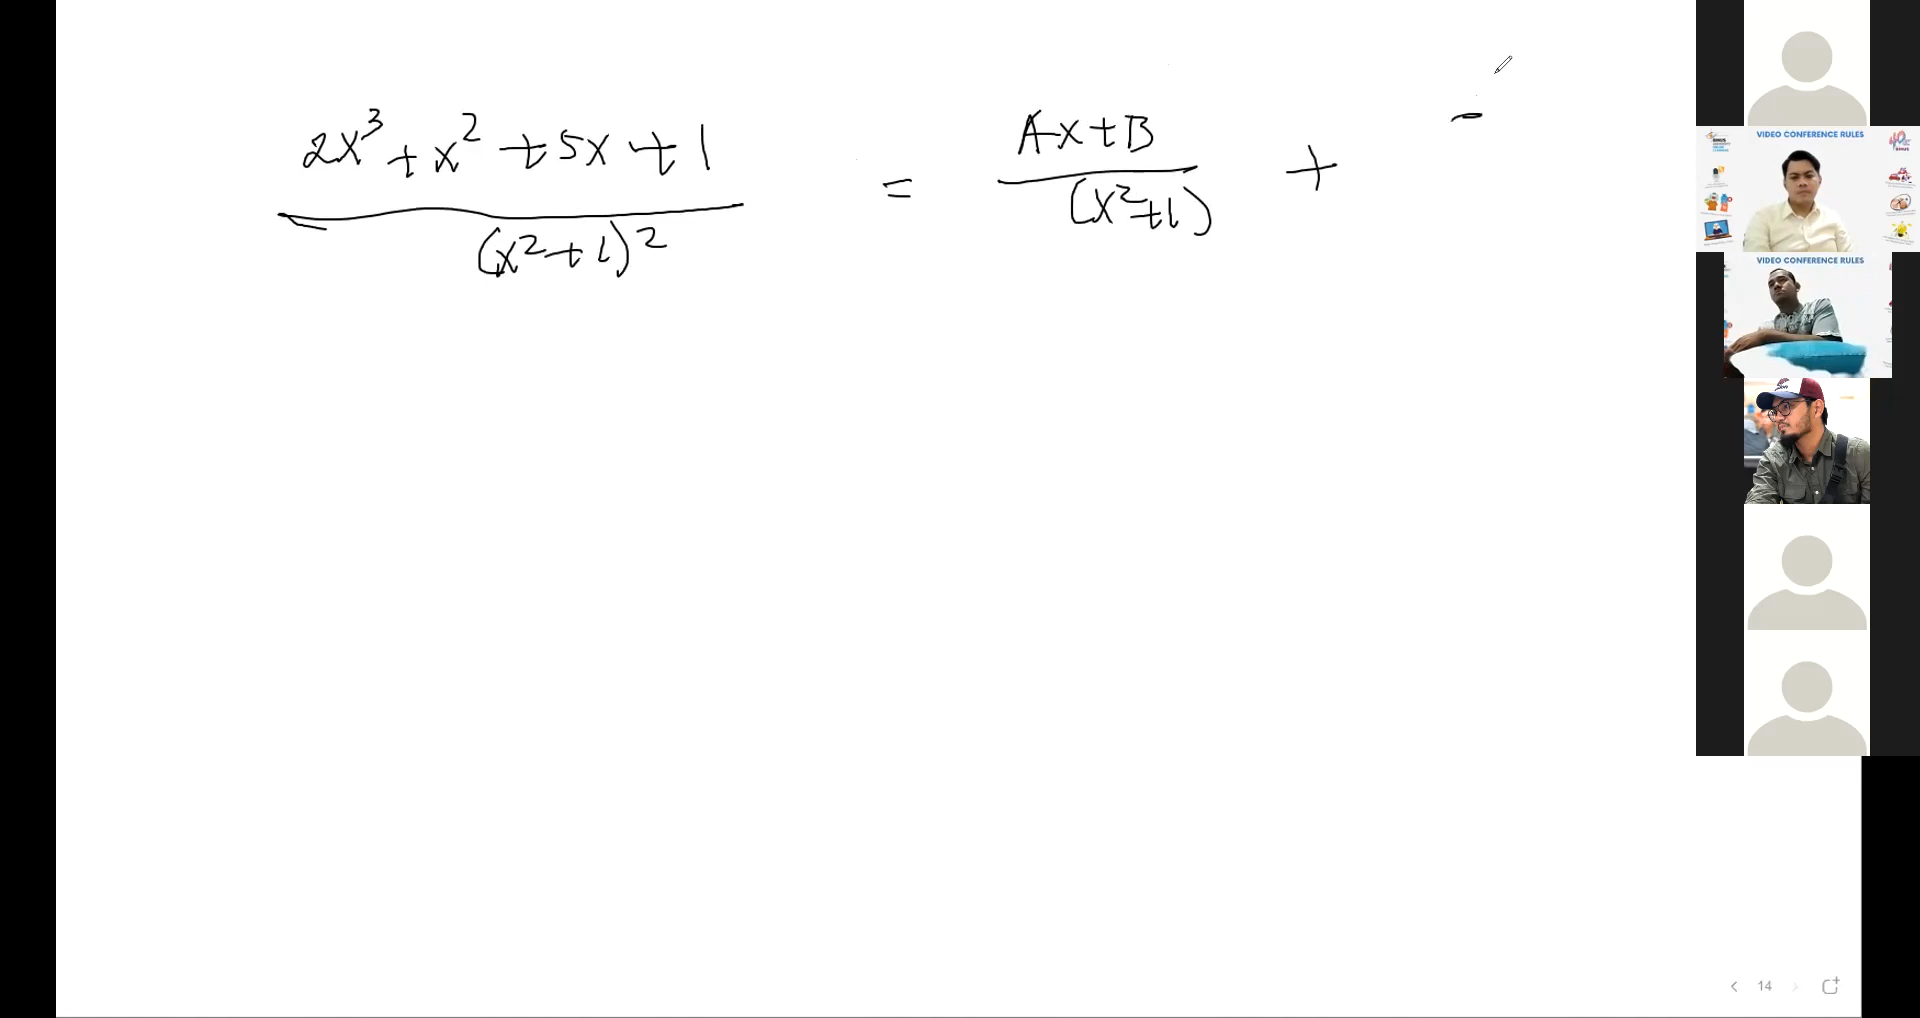 2x³ + x² + 5x + 1 = Ax + B +
(x² + 1)² (x² + 1)
VIDEO CONFERENCE RULES
VIDEO CONFERENCE RULES
14